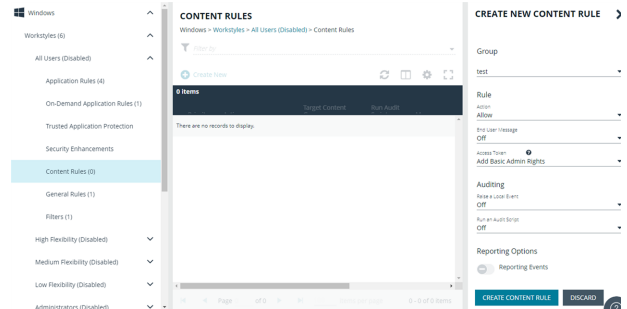 Windows
Workstyles (6)
All Users (Disabled)
Application Rules (4)
On-Demand Application Rules (1)
Trusted Application Protection
Security Enhancements
Content Rules (0)
General Rules (1)
Filters (1)
High Flexibility (Disabled)
Medium Flexibility (Disabled)
Low Flexibility (Disabled)
Administrators (Disabled)
CONTENT RULES
Windows > Workstyles > All Users (Disabled) > Content Rules
Filter by
Create New
0 items
Target Content Run Audit
There are no records to display.
Page of 0 items per page 0 - 0 of 0 items
CREATE NEW CONTENT RULE
Group
test
Rule
Action
Allow
End User Message
Off
Access Token
Add Basic Admin Rights
Auditing
Raise a Local Event
Off
Run an Audit Script
Off
Reporting Options
Reporting Events
CREATE CONTENT RULE DISCARD